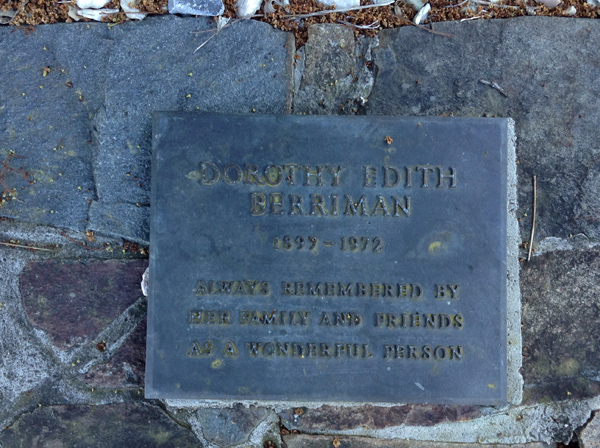 DOROTHY EDITH
BERRIMAN
1899 - 1972
ALWAYS REMEMBERED BY
HER FAMILY AND FRIENDS
AS A WONDERFUL PERSON